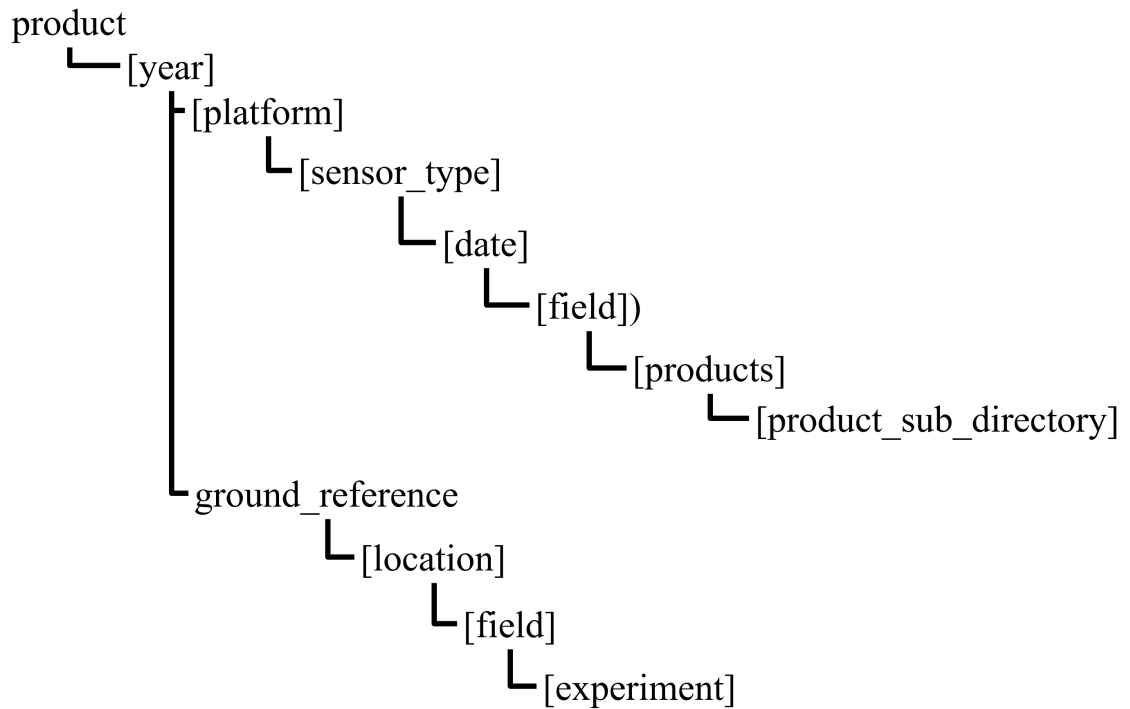 product
[year]
[platform]
[sensor_type]
[date]
[field])
[products]
[product_sub_directory]
ground_reference
[location]
[field]
[experiment]